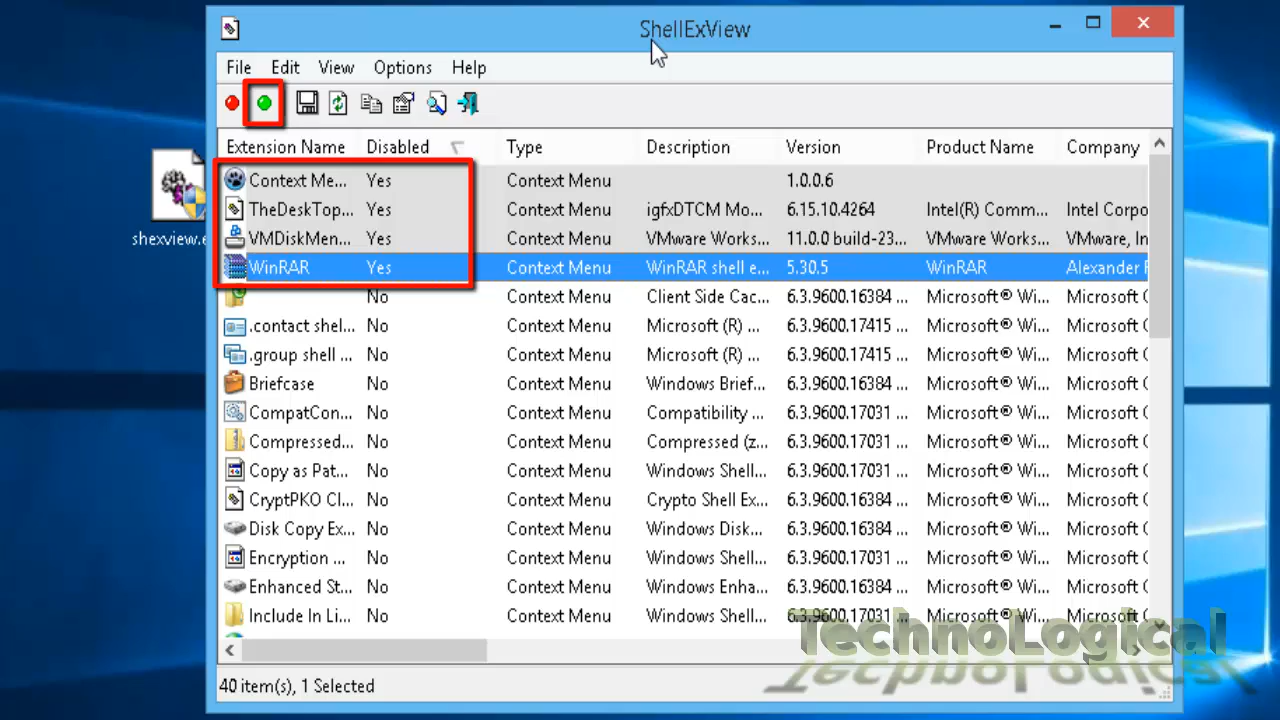 ShellExView
File Edit View Options Help
Extension Name Disabled Type Description Version Product Name Company
Context Me... Yes Context Menu 1.0.0.6
TheDeskTop... Yes Context Menu igfxDTCM Mo... 6.15.10.4264 Intel(R) Comm... Intel Corpo
VMDiskMen... Yes Context Menu VMware Works... 11.0.0 build-23... VMware Works... VMware, In
WinRAR Yes Context Menu WinRAR shell e... 5.30.5 WinRAR Alexander R
No Context Menu Client Side Cac... 6.3.9600.16384 ... Microsoft® Wi... Microsoft C
.contact shel... No Context Menu Microsoft (R) ... 6.3.9600.17415 ... Microsoft® Wi... Microsoft C
.group shell ... No Context Menu Microsoft (R) ... 6.3.9600.17415 ... Microsoft® Wi... Microsoft C
Briefcase No Context Menu Windows Brief... 6.3.9600.16384 ... Microsoft® Wi... Microsoft C
CompatCon... No Context Menu Compatibility ... 6.3.9600.17031 ... Microsoft® Wi... Microsoft C
Compressed... No Context Menu Compressed (z... 6.3.9600.17031 ... Microsoft® Wi... Microsoft C
Copy as Pat... No Context Menu Windows Shell... 6.3.9600.17031 ... Microsoft® Wi... Microsoft C
CryptPKO Cl... No Context Menu Crypto Shell Ex... 6.3.9600.16384 ... Microsoft® Wi... Microsoft C
Disk Copy Ex... No Context Menu Windows Disk... 6.3.9600.16384 ... Microsoft® Wi... Microsoft C
Encryption ... No Context Menu Windows Shell... 6.3.9600.17031 ... Microsoft® Wi... Microsoft C
Enhanced St... No Context Menu Windows Enha... 6.3.9600.16384 ... Microsoft® Wi... Microsoft C
Include In Li... No Context Menu Windows Shell... 6.3.9600.17031 ... Microsoft® Wi... Microsoft C
40 item(s), 1 Selected
shexview.e
TechnoLogical